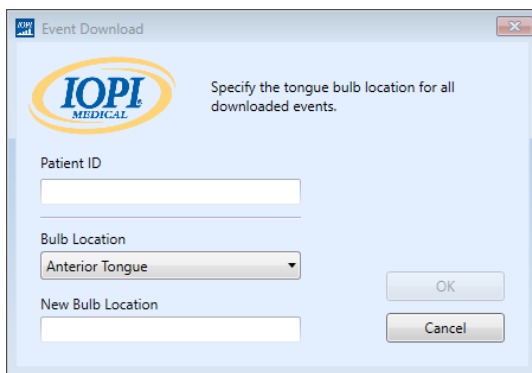 IOPI
Event Download
IOPI
MEDICAL
Specify the tongue bulb location for all
downloaded events.
Patient ID
Bulb Location
Anterior Tongue
New Bulb Location
OK
Cancel